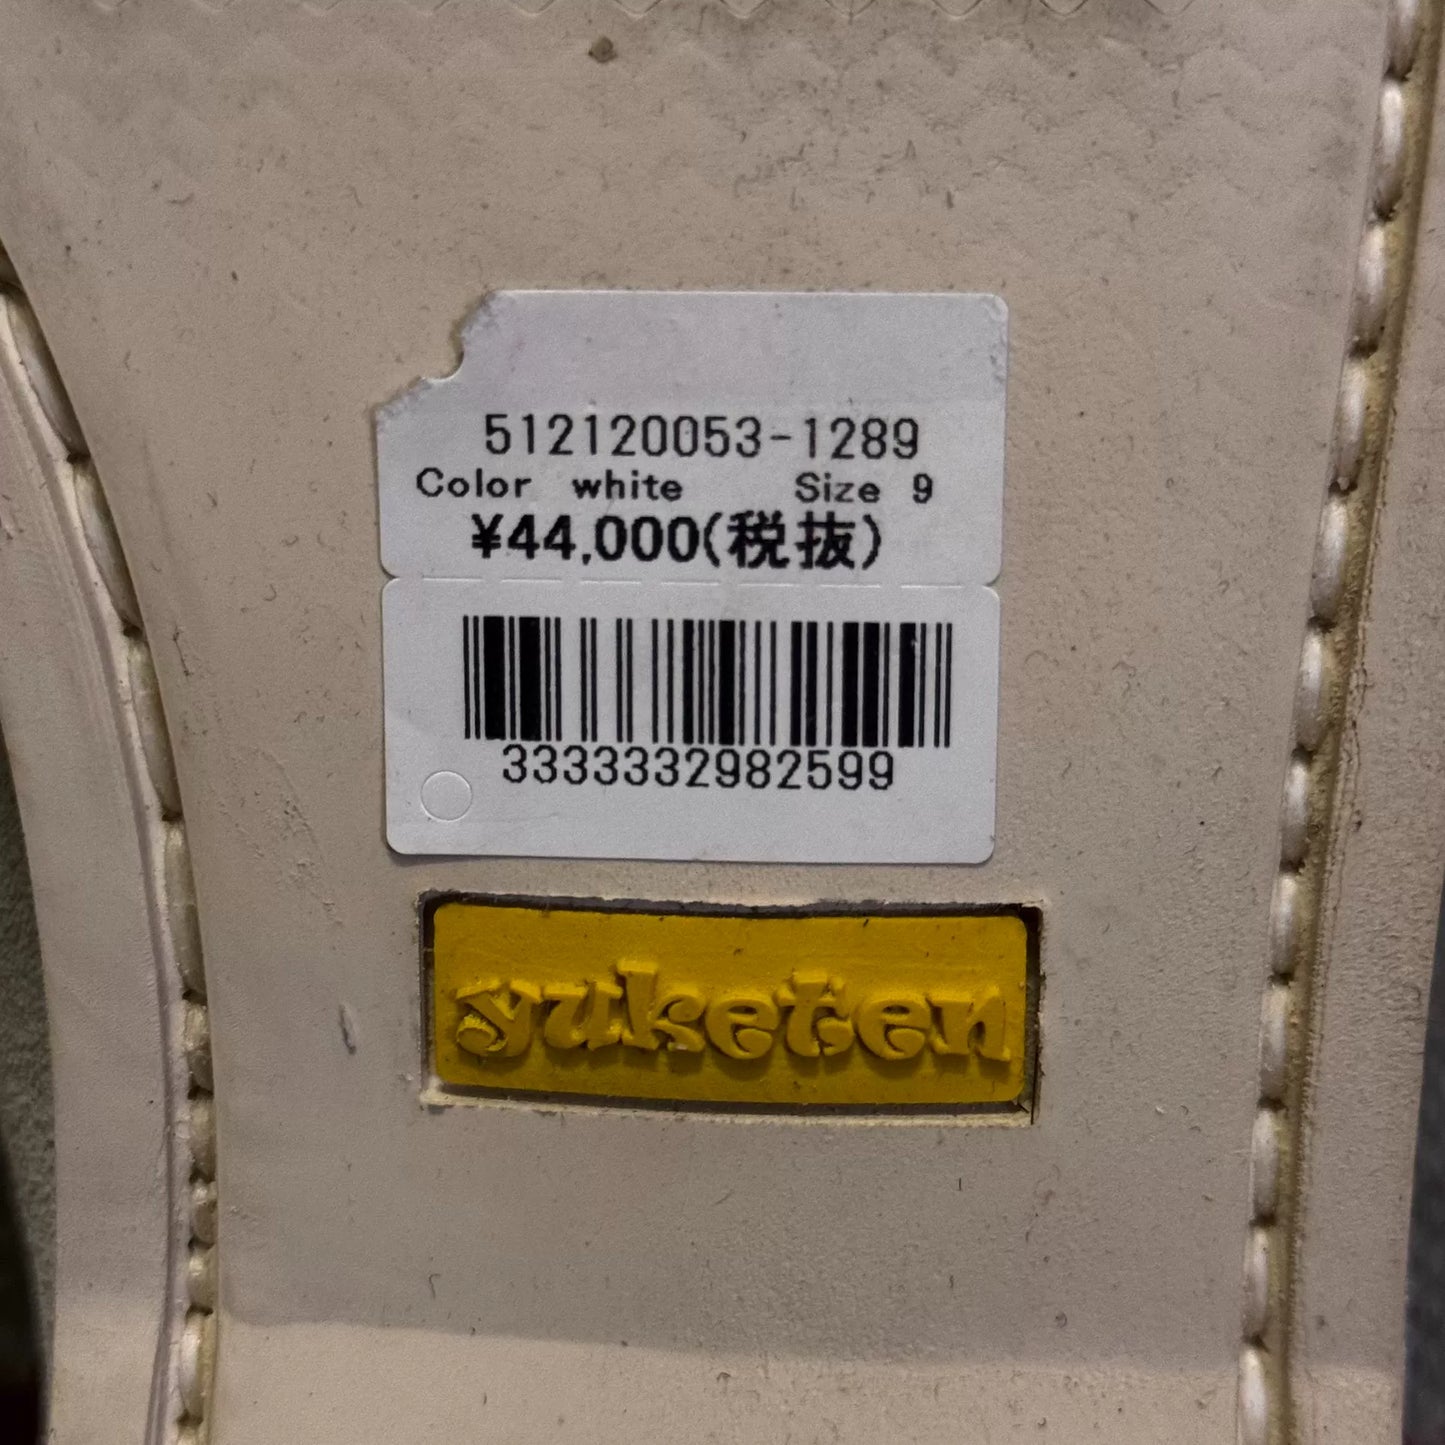 512120053-1289
Color white Size 9
¥44,000(税抜)
3333332982599
yuketen